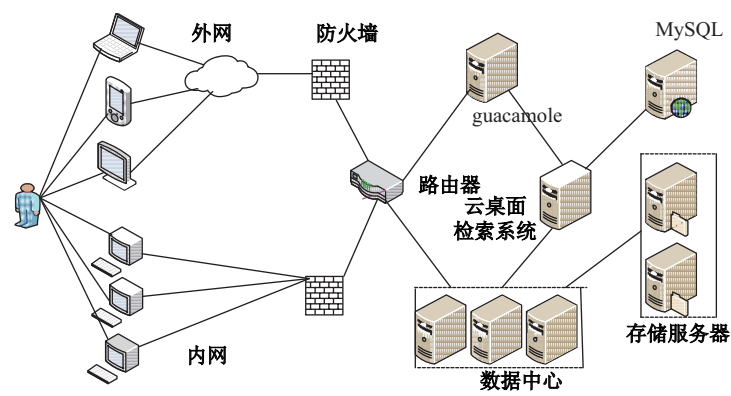 外网
防火墙
MySQL
guacamole
路由器
云桌面
检索系统
内网
存储服务器
数据中心